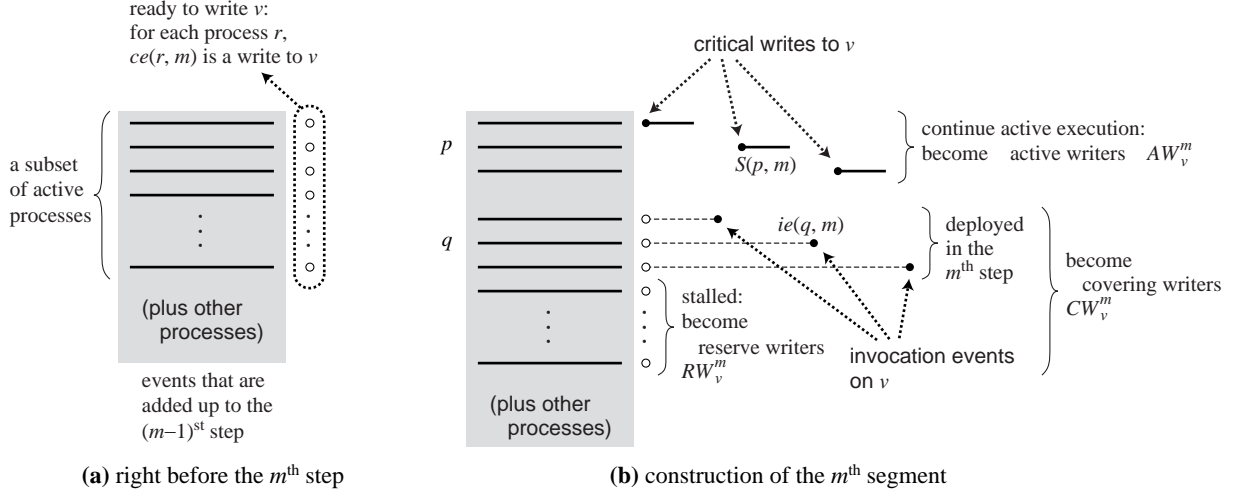 ready to write v:
for each process r,
ce(r, m) is a write to v
a subset
of active
processes
(plus other
processes)
events that are
added up to the
(m–1)st step
(a) right before the mth step
critical writes to v
p
S(p, m)
continue active execution:
become active writers AW_v^m
q
ie(q, m)
deployed
in the
mth step
become
covering writers
CW_v^m
stalled:
become
reserve writers
RW_v^m
invocation events
on v
(plus other
processes)
(b) construction of the mth segment